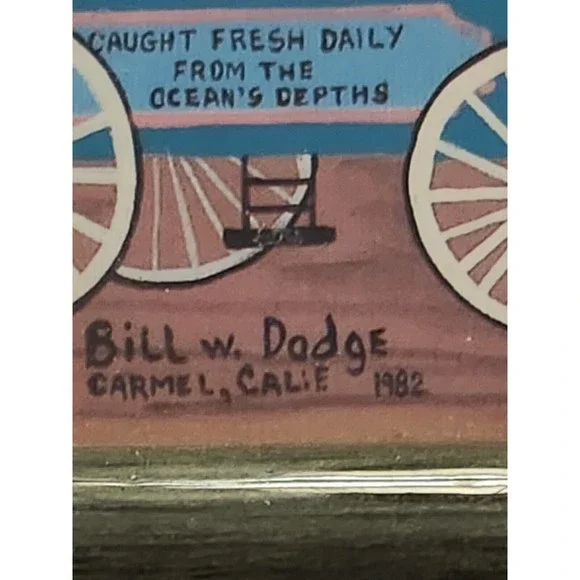 CAUGHT FRESH DAILY
FROM THE
OCEAN'S DEPTHS
Bill W. Dodge
CARMEL, CALIF 1982